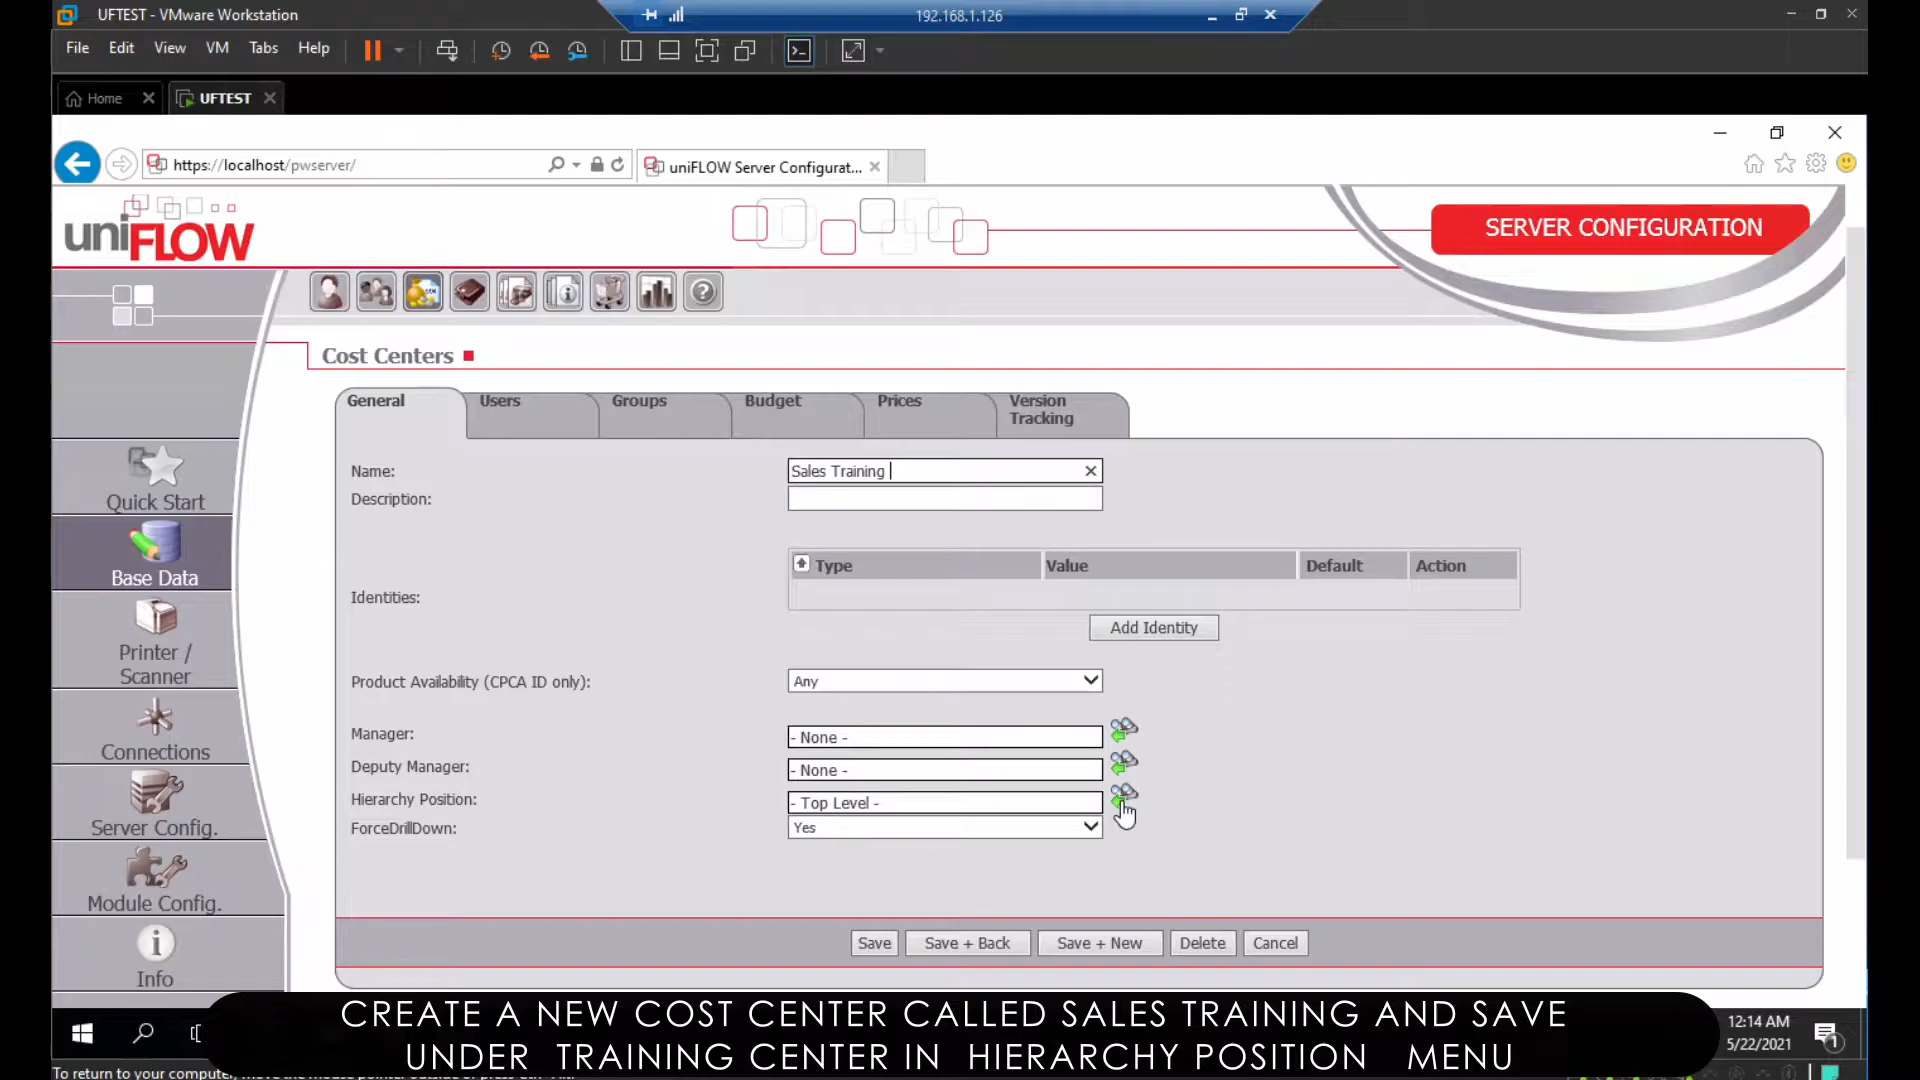 UFTEST - VMware Workstation
192.168.1.126
File Edit View VM Tabs Help
Home
UFTEST
https://localhost/pwserver/
uniFLOW Server Configurat...
uniFLOW
SERVER CONFIGURATION
Cost Centers
General
Users
Groups
Budget
Prices
Version
Tracking
Name:
Sales Training
Description:
Type Value Default Action
Identities:
Add Identity
Product Availability (CPCA ID only):
Any
Manager:
- None -
Deputy Manager:
- None -
Hierarchy Position:
- Top Level -
ForceDrillDown:
Yes
Save
Save + Back
Save + New
Delete
Cancel
Quick Start
Base Data
Printer /
Scanner
Connections
Server Config.
Module Config.
Info
CREATE A NEW COST CENTER CALLED SALES TRAINING AND SAVE
UNDER TRAINING CENTER IN HIERARCHY POSITION MENU
12:14 AM
5/22/2021
1
To return to your computer,